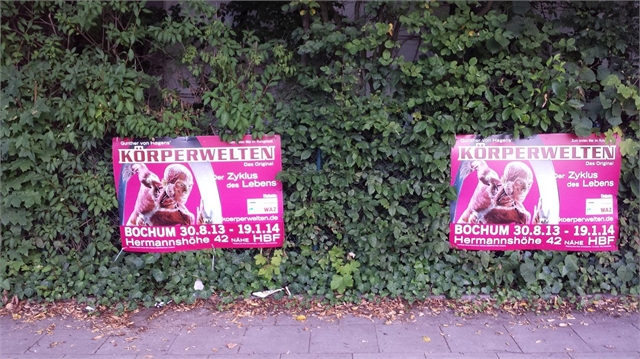 Gunther von Hagens'
KÖRPERWELTEN
Das Original
Der Zyklus
des Lebens
WAZ
www.koerperwelten.de
BOCHUM 30.8.13 - 19.1.14
Hermannshöhe 42 NÄHE HBF
Gunther von Hagens'
KÖRPERWELTEN
Das Original
Der Zyklus
des Lebens
WAZ
www.koerperwelten.de
BOCHUM 30.8.13 - 19.1.14
Hermannshöhe 42 NÄHE HBF